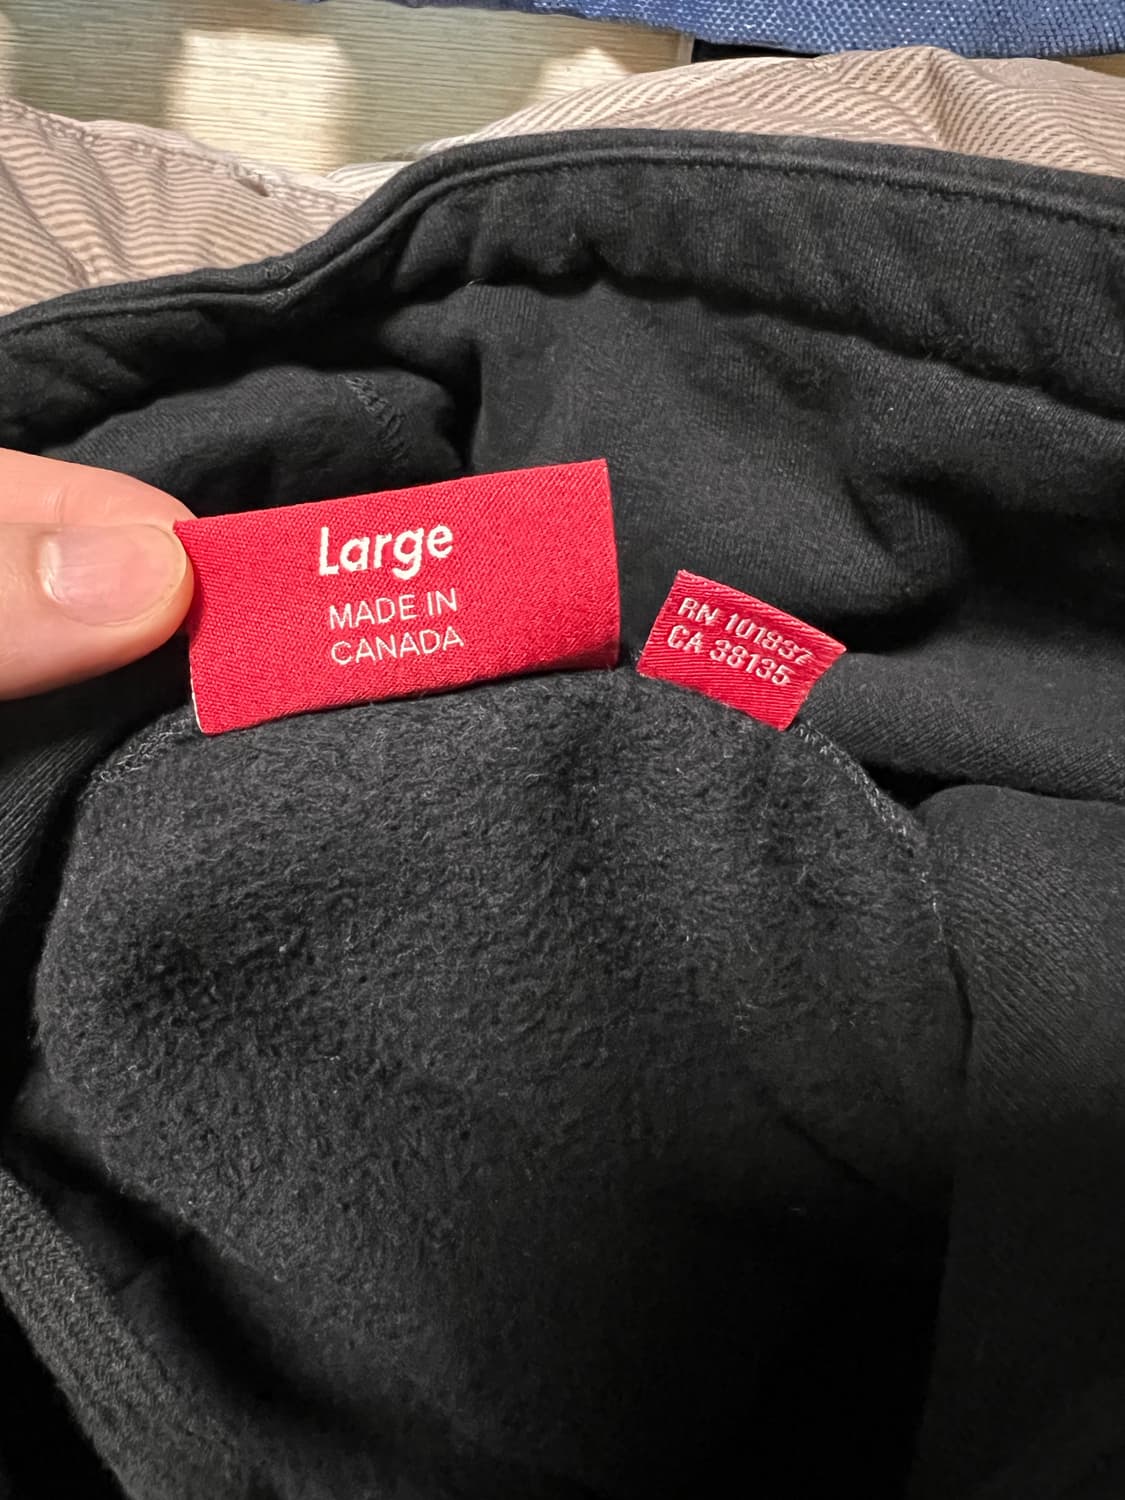 Large
MADE IN
CANADA
RN 101837
CA 38135